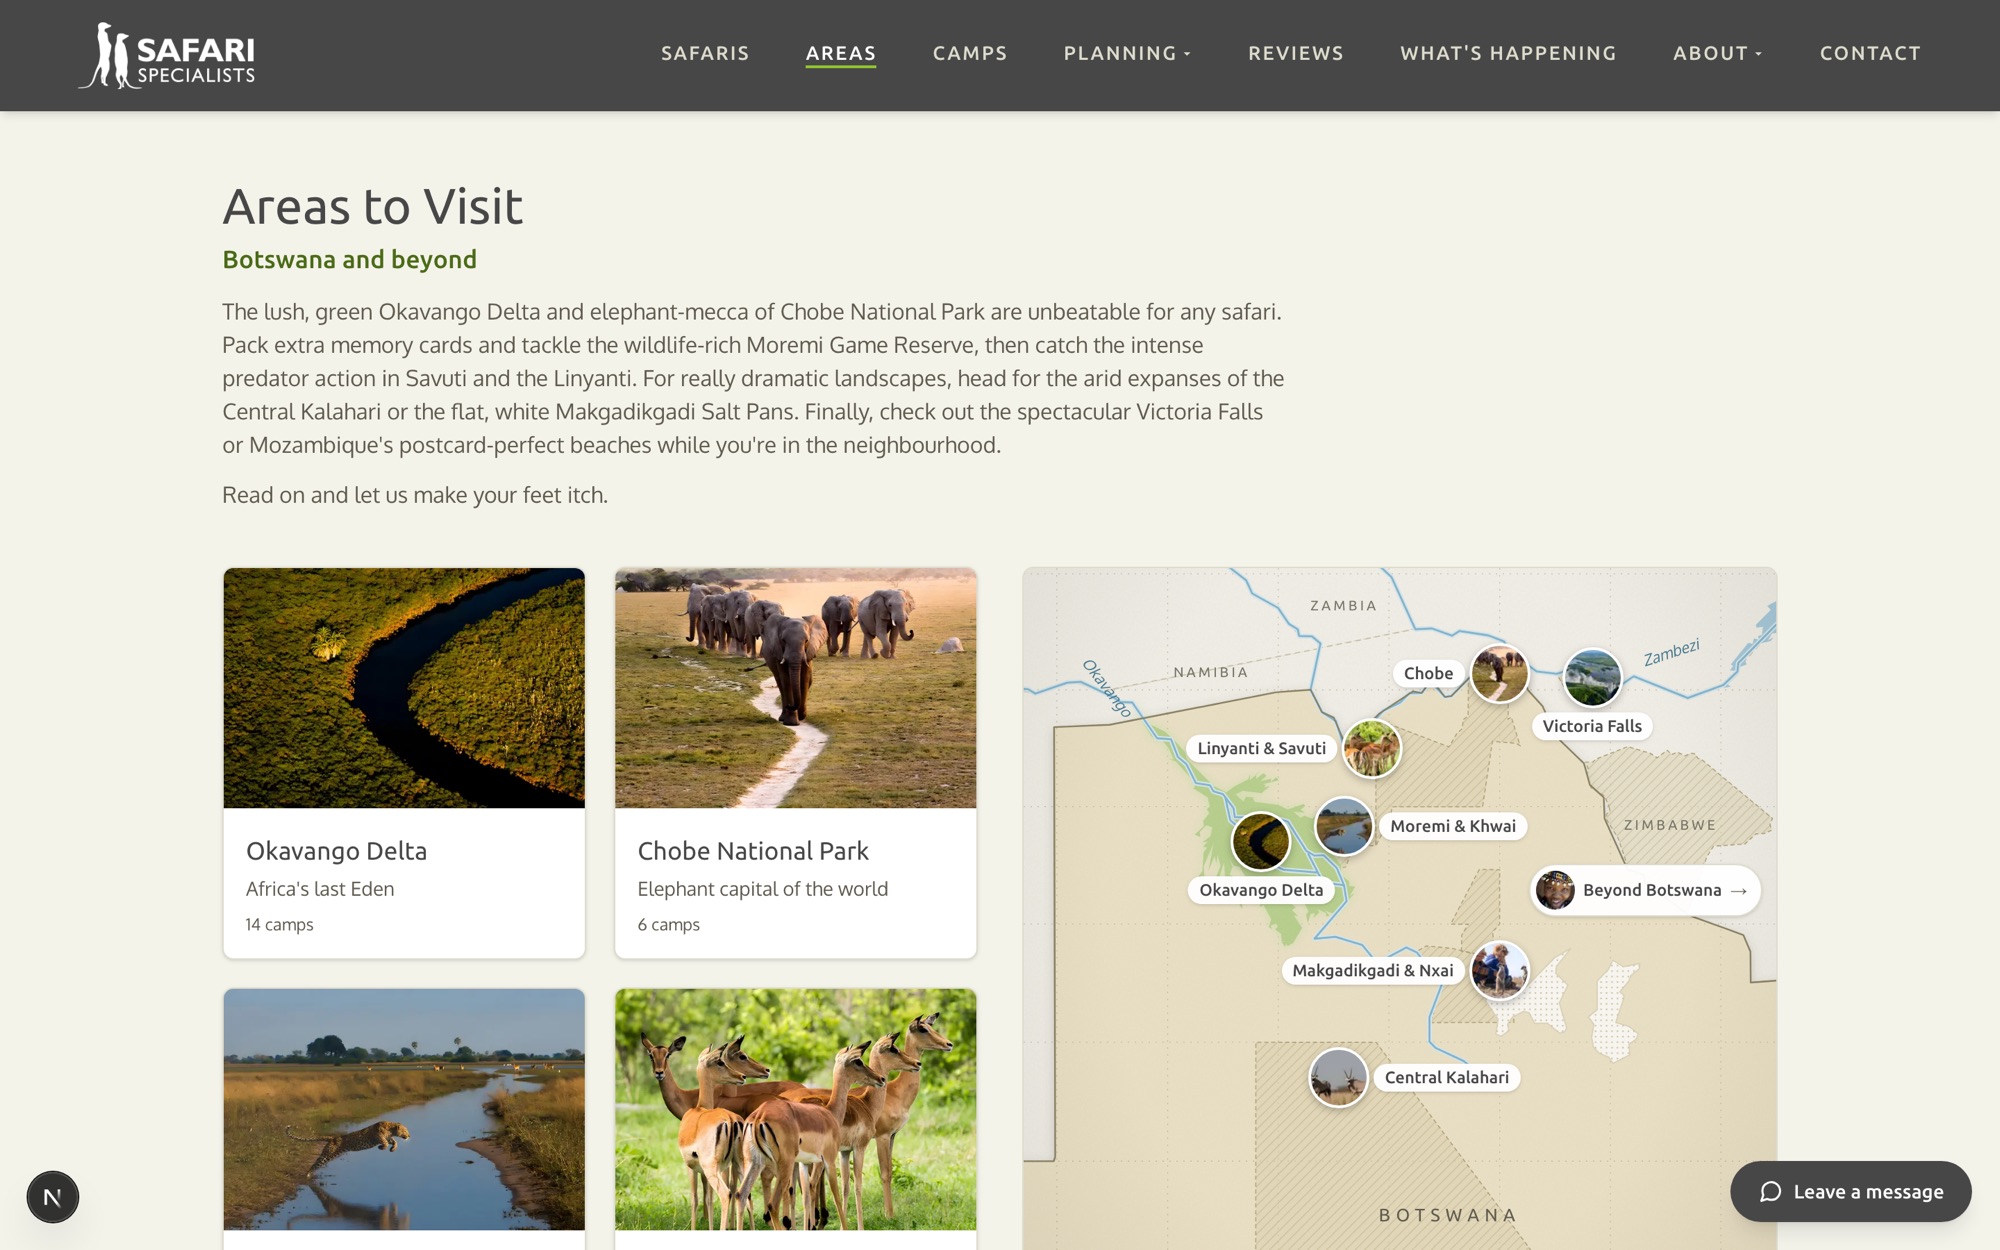 SAFARI
SPECIALISTS
SAFARIS
AREAS
CAMPS
PLANNING
REVIEWS
WHAT'S HAPPENING
ABOUT
CONTACT
Areas to Visit
Botswana and beyond
The lush, green Okavango Delta and elephant-mecca of Chobe National Park are unbeatable for any safari.
Pack extra memory cards and tackle the wildlife-rich Moremi Game Reserve, then catch the intense
predator action in Savuti and the Linyanti. For really dramatic landscapes, head for the arid expanses of the
Central Kalahari or the flat, white Makgadikgadi Salt Pans. Finally, check out the spectacular Victoria Falls
or Mozambique's postcard-perfect beaches while you're in the neighbourhood.
Read on and let us make your feet itch.
Okavango Delta
Africa's last Eden
14 camps
Chobe National Park
Elephant capital of the world
6 camps
ZAMBIA
NAMIBIA
Okavango
Zambezi
Chobe
Victoria Falls
Linyanti & Savuti
Moremi & Khwai
ZIMBABWE
Okavango Delta
Beyond Botswana →
Makgadikgadi & Nxai
Central Kalahari
BOTSWANA
N
Leave a message